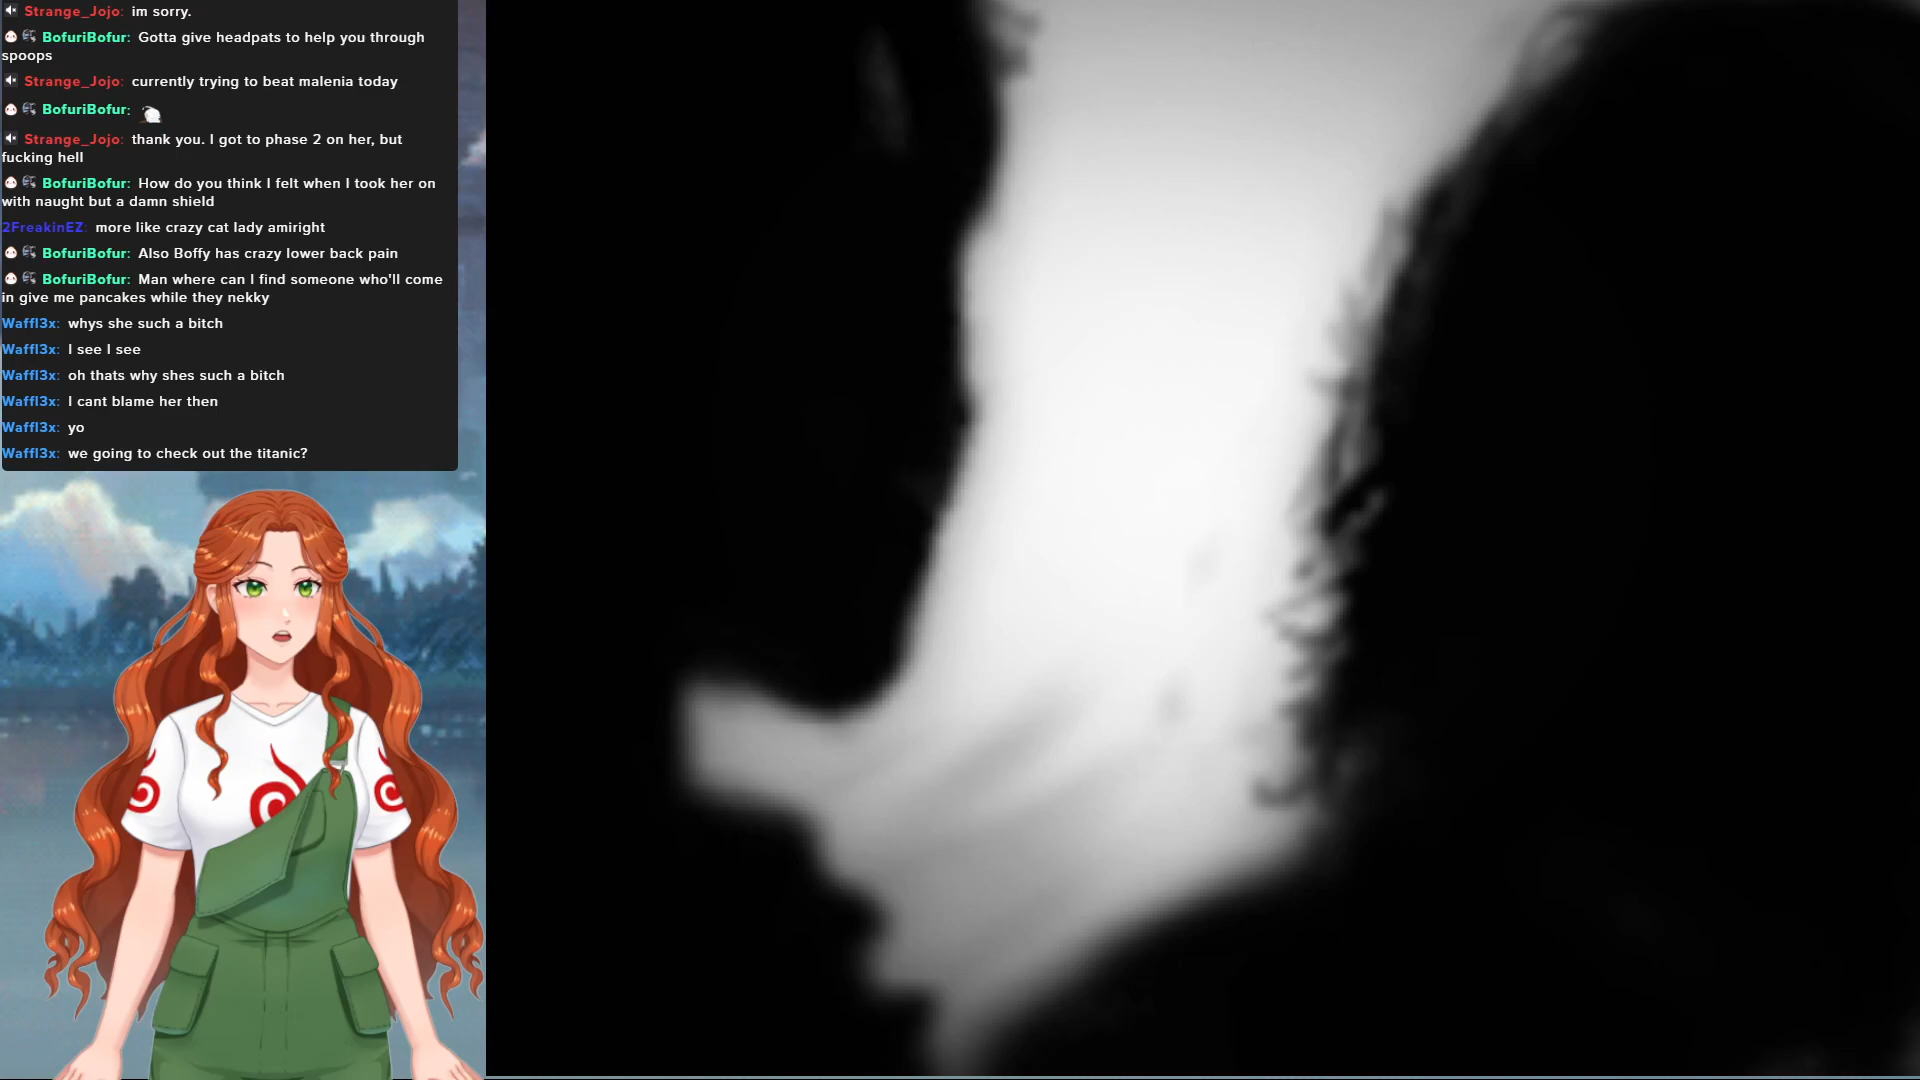 Strange_Jojo: im sorry.
BofuriBofur: Gotta give headpats to help you through
spoops
Strange_Jojo: currently trying to beat malenia today
BofuriBofur:
Strange_Jojo: thank you. I got to phase 2 on her, but
fucking hell
BofuriBofur: How do you think I felt when I took her on
with naught but a damn shield
2FreakinEZ: more like crazy cat lady amiright
BofuriBofur: Also Boffy has crazy lower back pain
BofuriBofur: Man where can I find someone who'll come
in give me pancakes while they nekky
Waffl3x: whys she such a bitch
Waffl3x: I see I see
Waffl3x: oh thats why shes such a bitch
Waffl3x: I cant blame her then
Waffl3x: yo
Waffl3x: we going to check out the titanic?